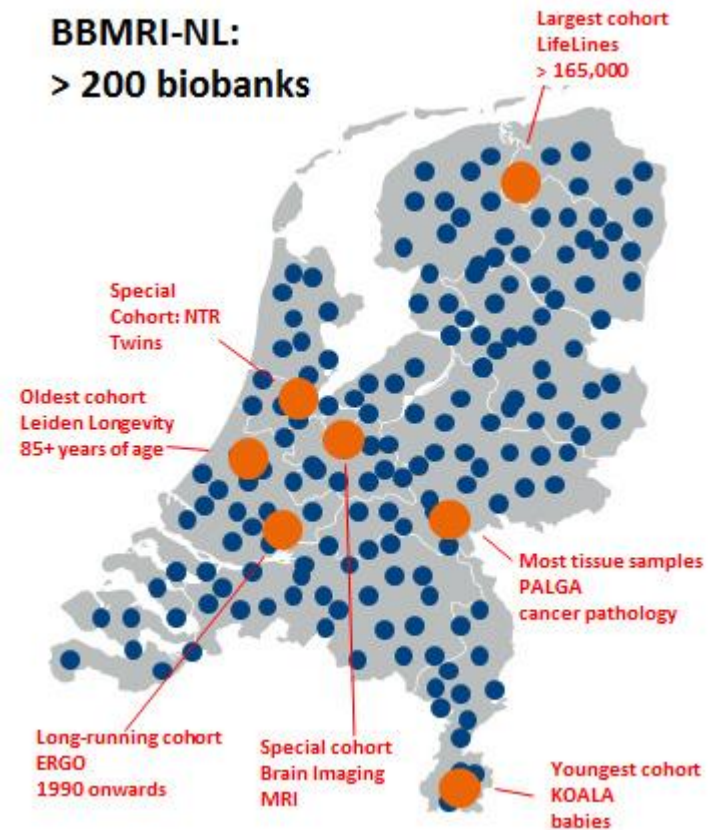 BBMRI-NL:
> 200 biobanks
Largest cohort
LifeLines
> 165,000
Special
Cohort: NTR
Twins
Oldest cohort
Leiden Longevity
85+ years of age
Most tissue samples
PALGA
cancer pathology
Long-running cohort
ERGO
1990 onwards
Special cohort
Brain Imaging
MRI
Youngest cohort
KOALA
babies